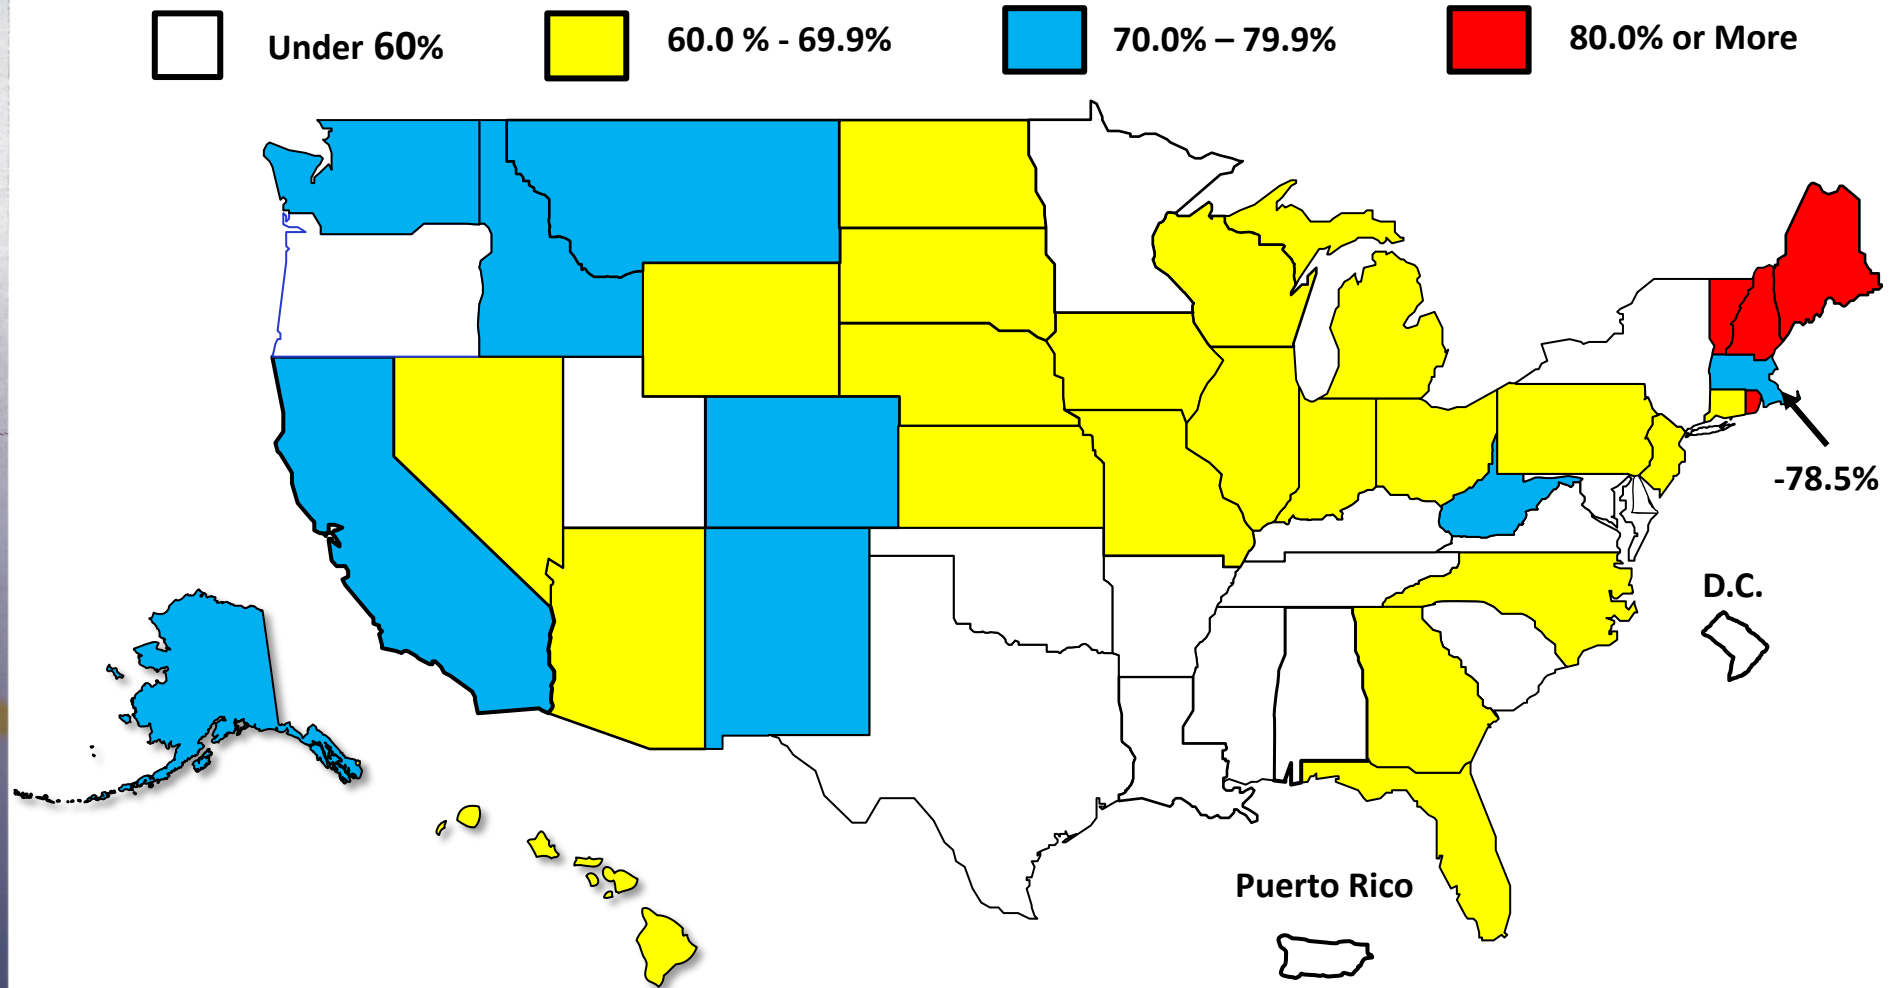 Under 60%
60.0 % - 69.9%
70.0% – 79.9%
80.0% or More
-78.5%
D.C.
Puerto Rico